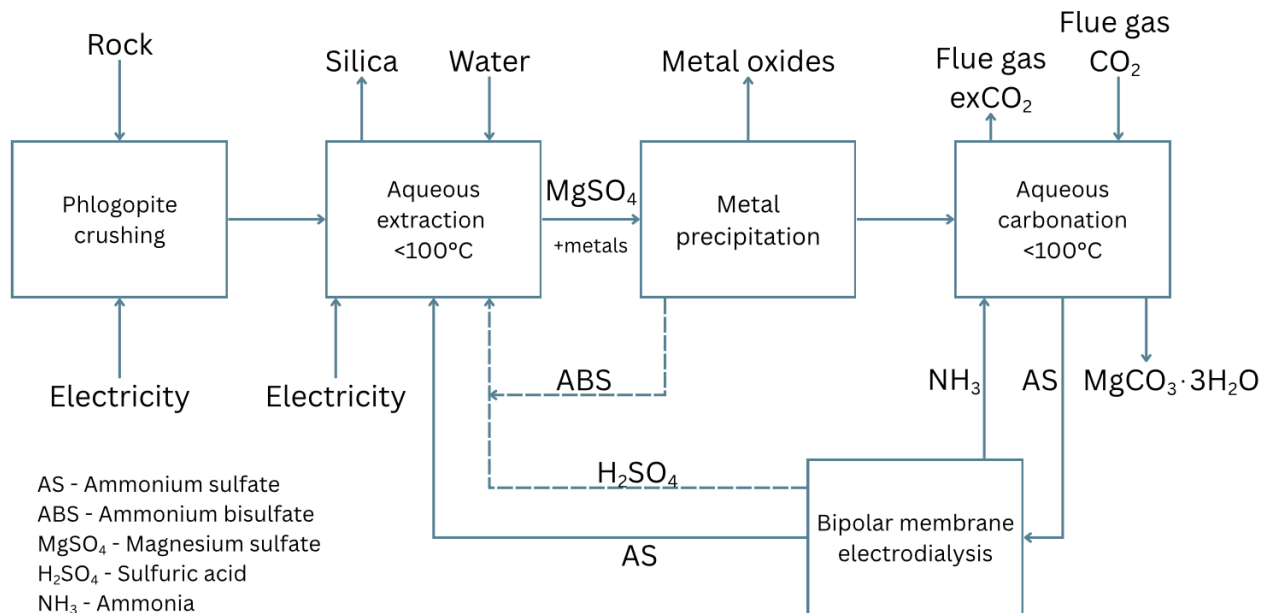 Rock
Silica
Water
Metal oxides
Flue gas
exCO₂
Flue gas
CO₂
Phlogopite
crushing
Aqueous
extraction
<100°C
MgSO₄
+metals
Metal
precipitation
Aqueous
carbonation
<100°C
Electricity
Electricity
ABS
NH₃
AS
MgCO₃·3H₂O
H₂SO₄
AS
Bipolar membrane
electrodialysis
AS - Ammonium sulfate
ABS - Ammonium bisulfate
MgSO₄ - Magnesium sulfate
H₂SO₄ - Sulfuric acid
NH₃ - Ammonia